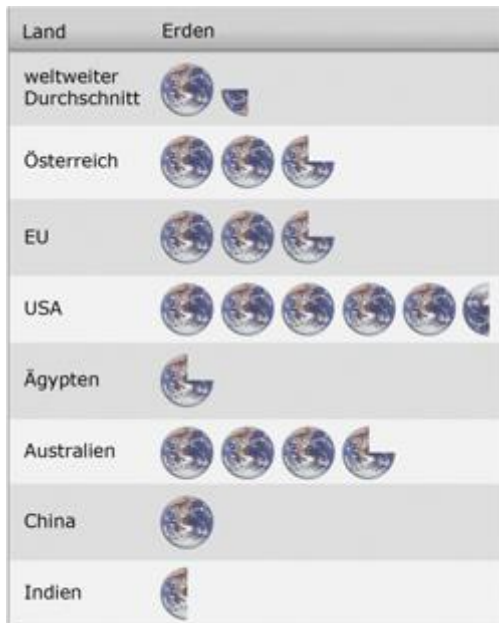 Land Erden
weltweiter
Durchschnitt
Österreich
EU
USA
Ägypten
Australien
China
Indien